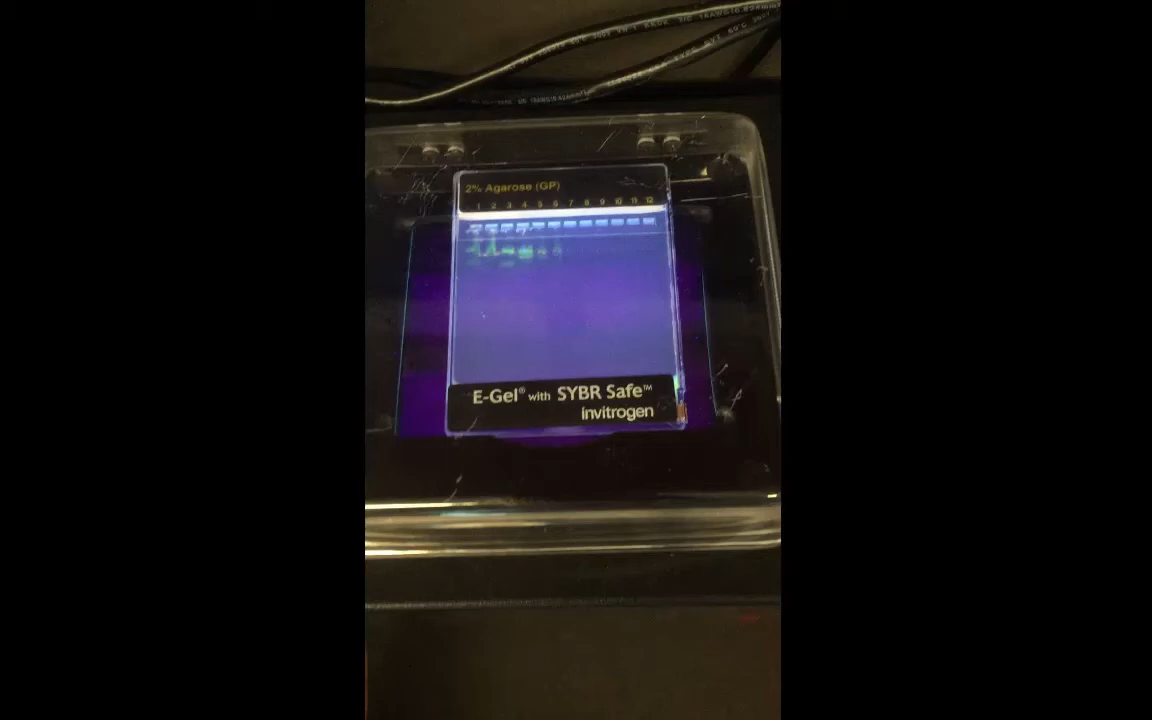 2% Agarose (GP)
1 2 3 4 5 6 7 8 9 10 11 12
E-Gel® with SYBR Safe™
invitrogen